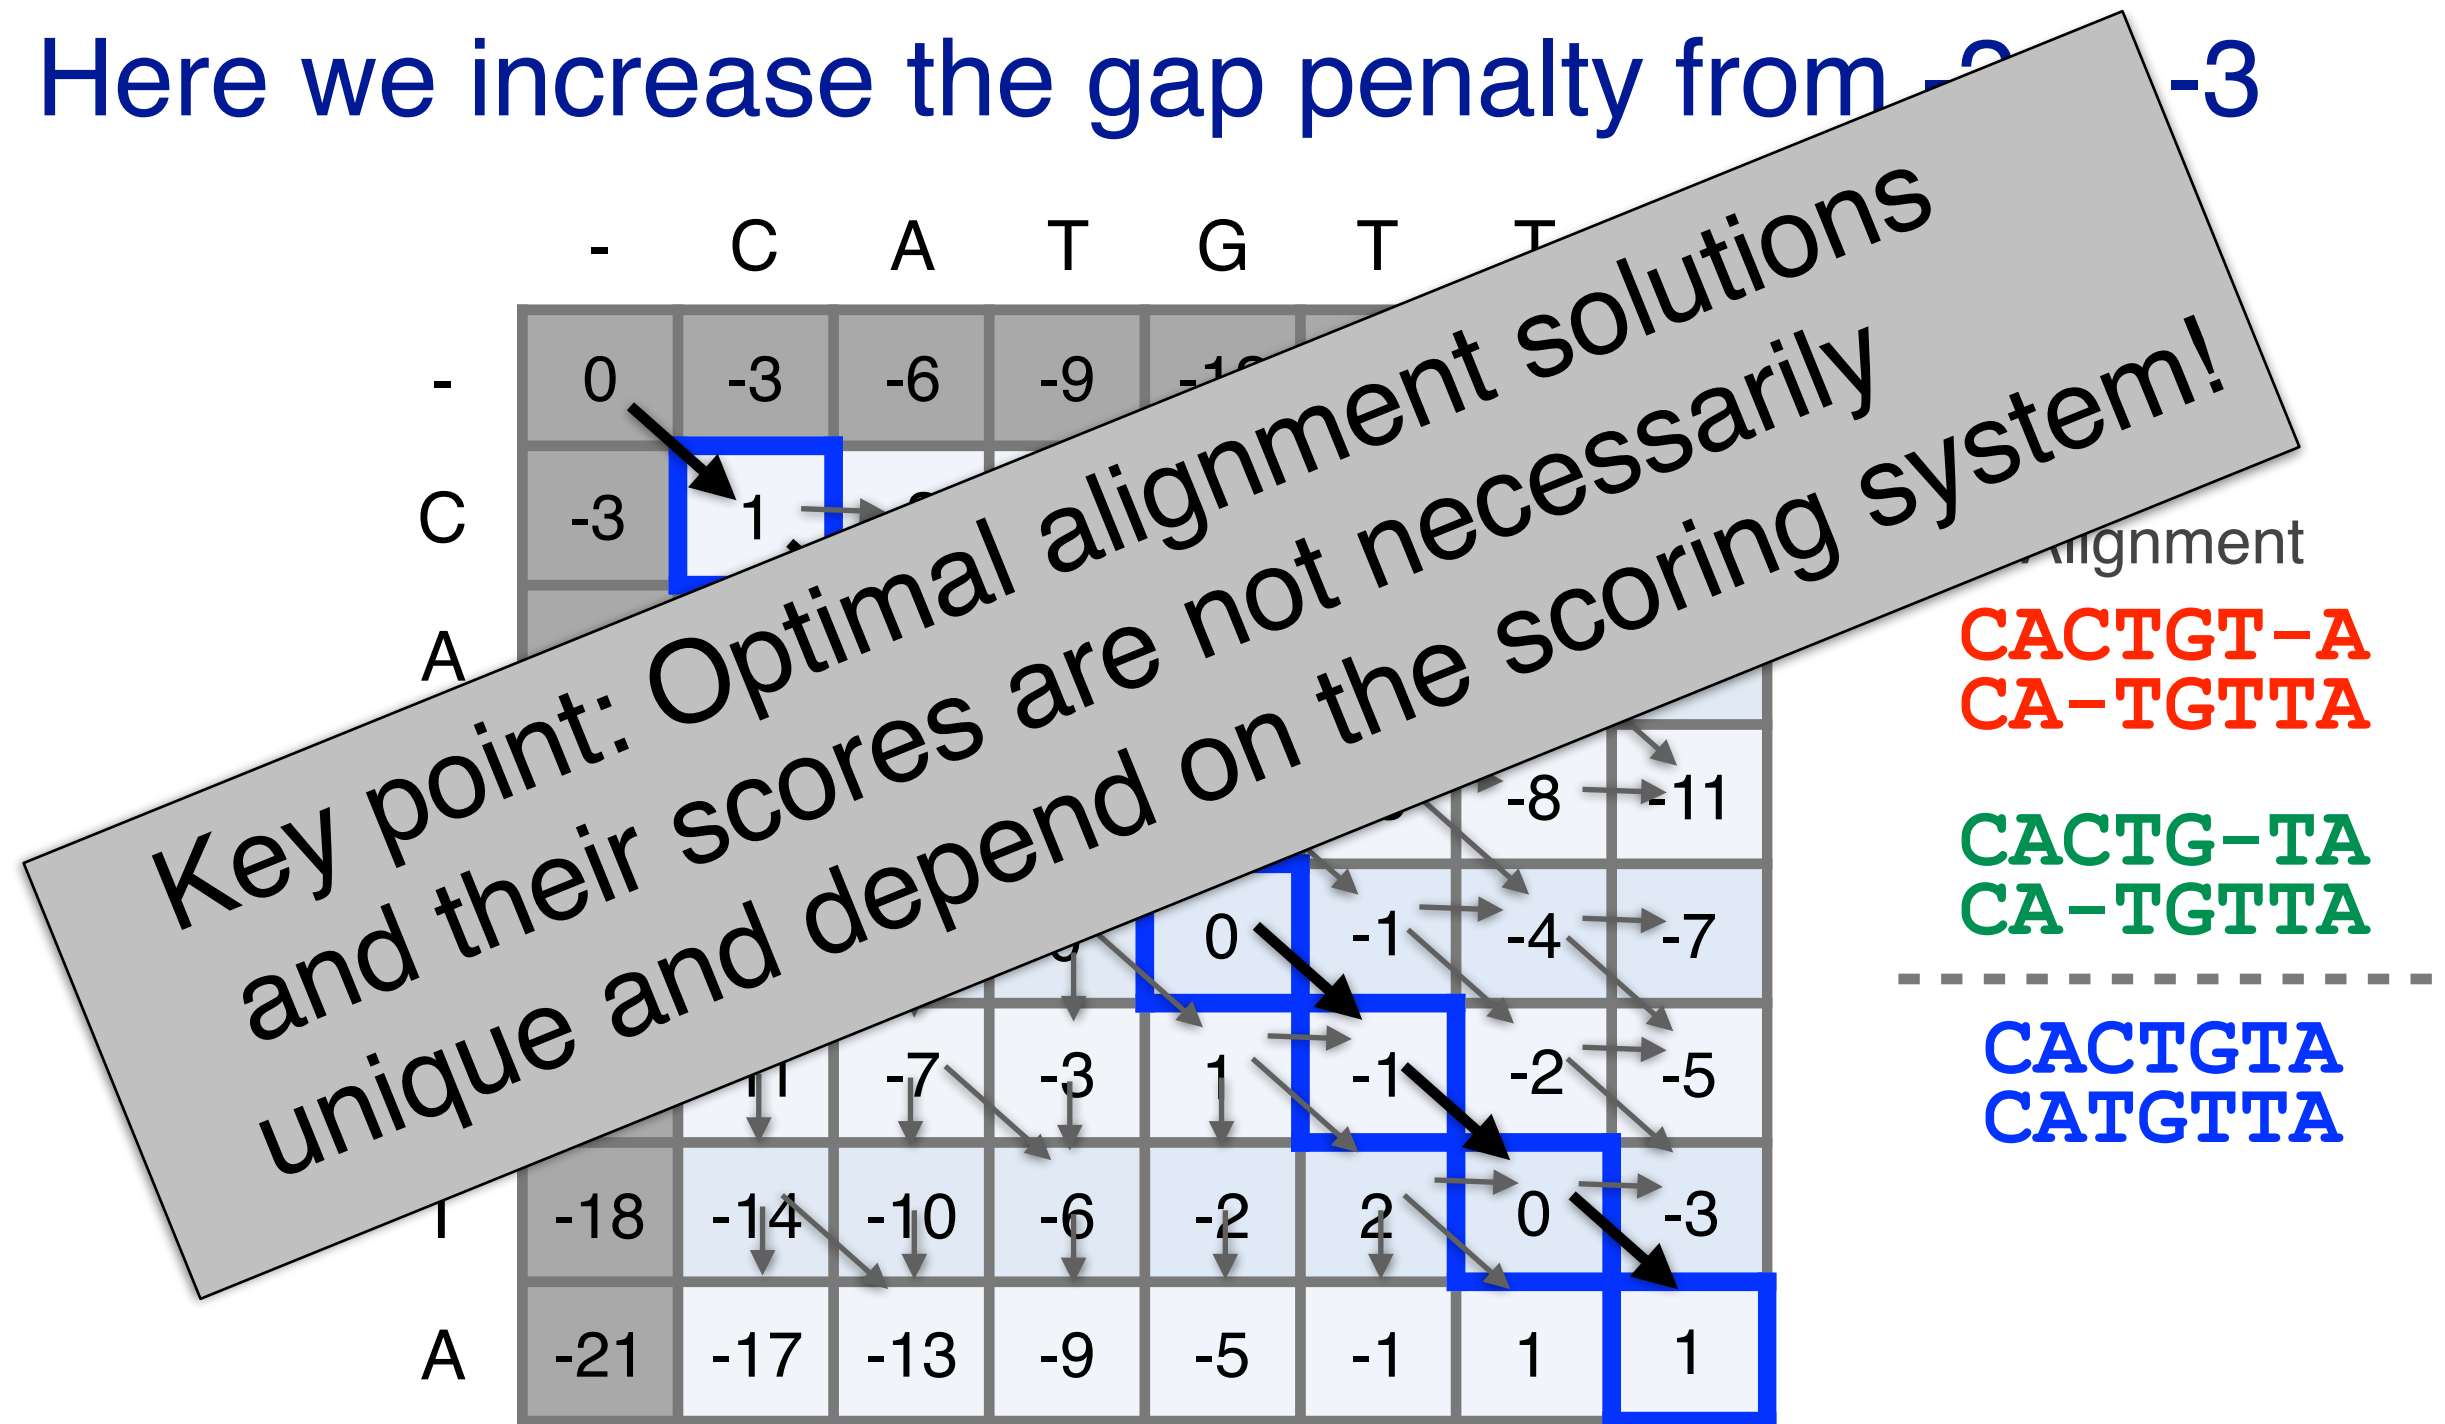 Here we increase the gap penalty from -3
- C A T G T T
- 0 -3 -6 -9
C -3 1
A
-8 -11
0 -1 -4 -7
-7 -3 1 -1 -2 -5
-18 -14 -10 -6 -2 2 0 -3
A -21 -17 -13 -9 -5 -1 1 1
Key point: Optimal alignment solutions
and their scores are not necessarily
unique and depend on the scoring system!
Alignment
CACTGT-A
CA-TGTTA
CACTG-TA
CA-TGTTA
CACTGTA
CATGTTA